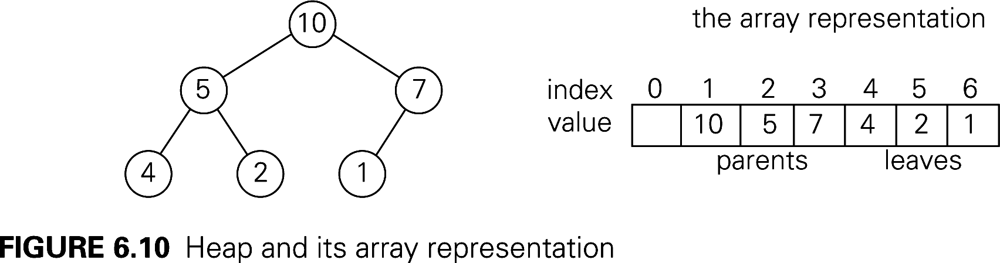 10
5 7
4 2 1
the array representation
index 0 1 2 3 4 5 6
value 10 5 7 4 2 1
parents leaves
FIGURE 6.10 Heap and its array representation